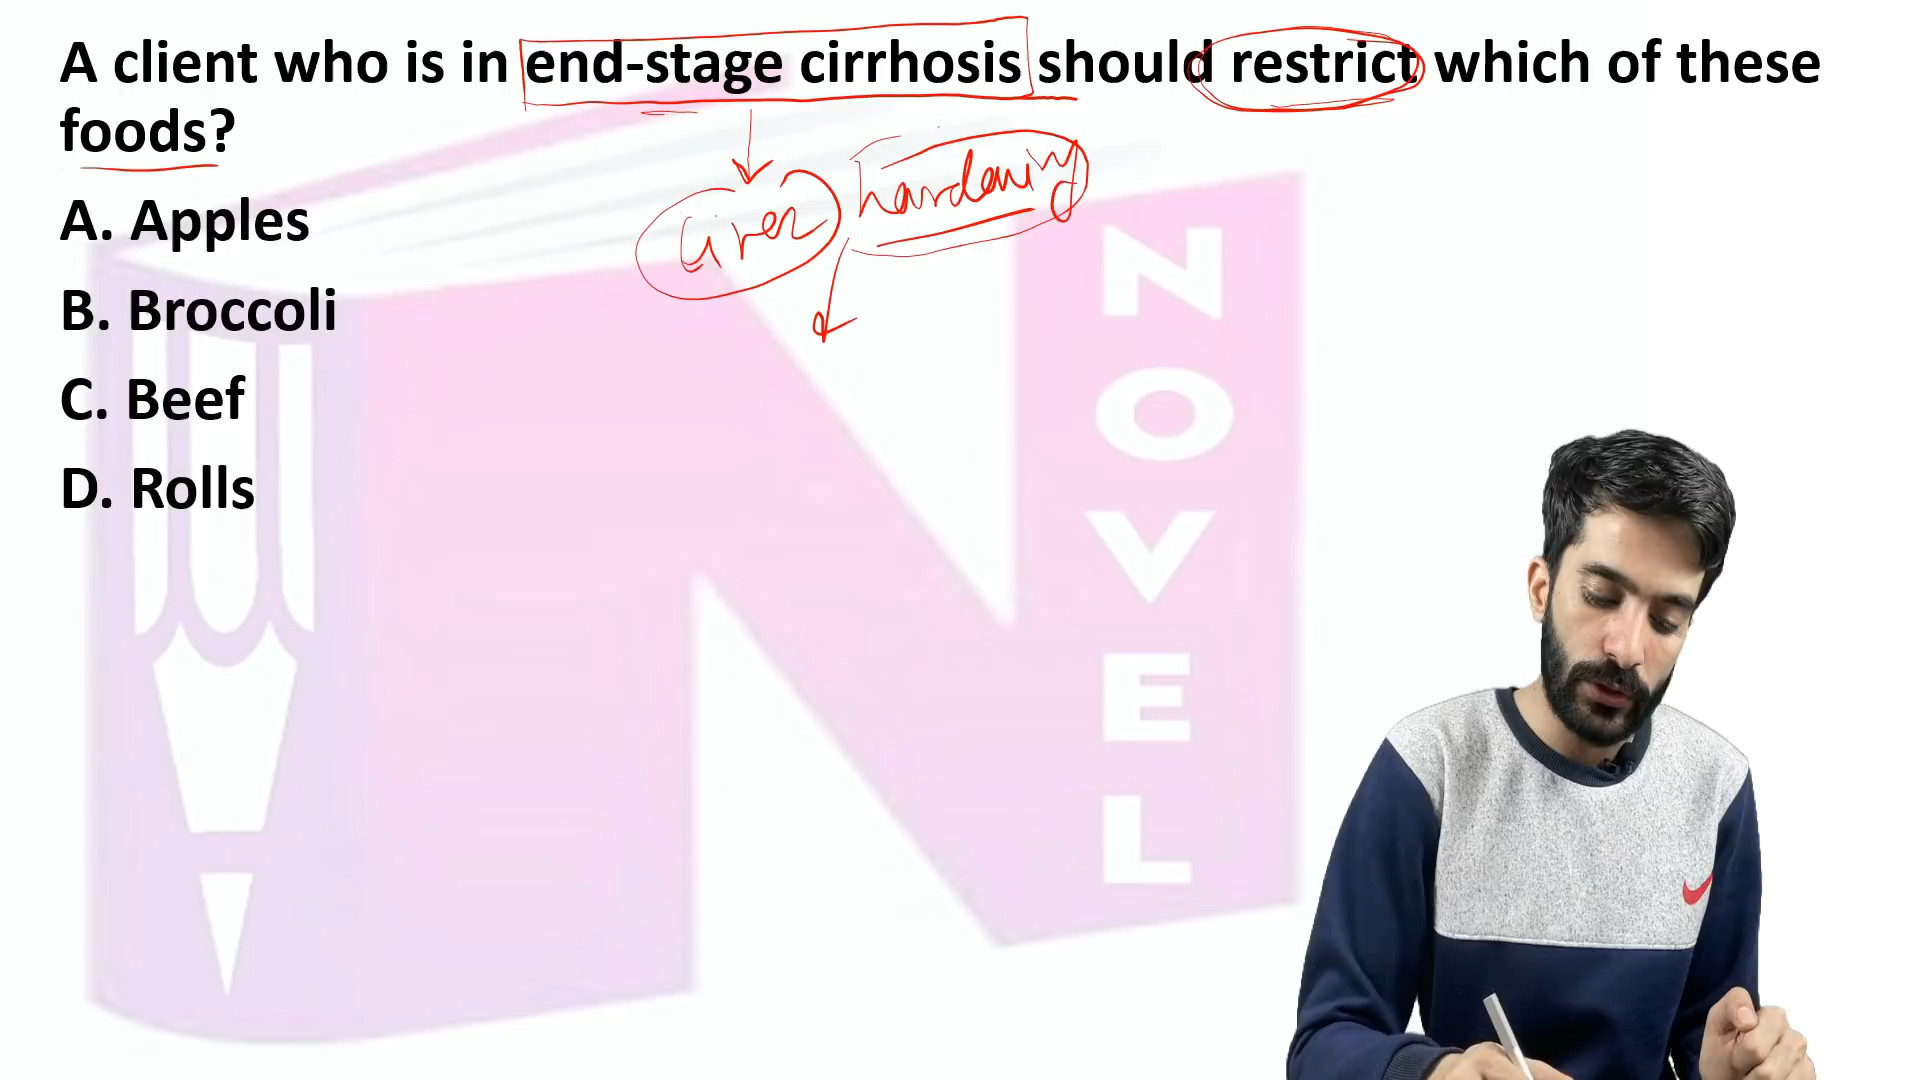 A client who is in end-stage cirrhosis should restrict which of these
foods?
Liver hardening
A. Apples
B. Broccoli
C. Beef
D. Rolls
NOVEL